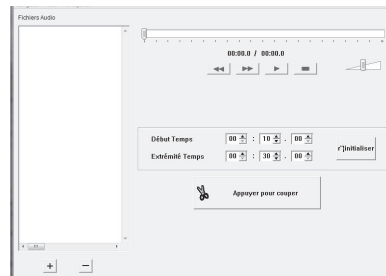 Fichiers Audio
00:00.0 / 00:00.0
Début Temps 00 : 10 . 00
Extrémité Temps 00 : 30 . 00
r'initialiser
Appuyer pour couper